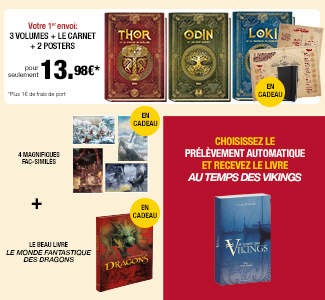 Votre 1er envoi:
3 VOLUMES + LE CARNET
+ 2 POSTERS
pour
seulement
13,98€*
*Plus 1€ de frais de port
THOR
ODIN
LOKI
EN
CADEAU
EN
CADEAU
4 MAGNIFIQUES
FAC-SIMILÉS
+
EN
CADEAU
LE BEAU LIVRE
LE MONDE FANTASTIQUE
DES DRAGONS
DRAGONS
CHOISISSEZ LE
PRÉLÈVEMENT AUTOMATIQUE
ET RECEVEZ LE LIVRE
AU TEMPS DES VIKINGS
VIKINGS